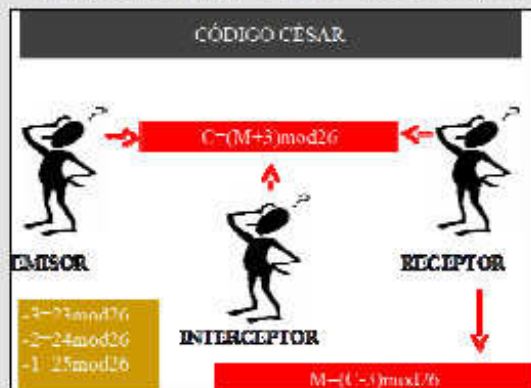 CÓDIGO CÉSAR
C=(M+3)mod26
EMISOR
RECEPTOR
INTERCEPTOR
-3=23mod26
-2=24mod26
-1=25mod26
M=(C-3)mod26